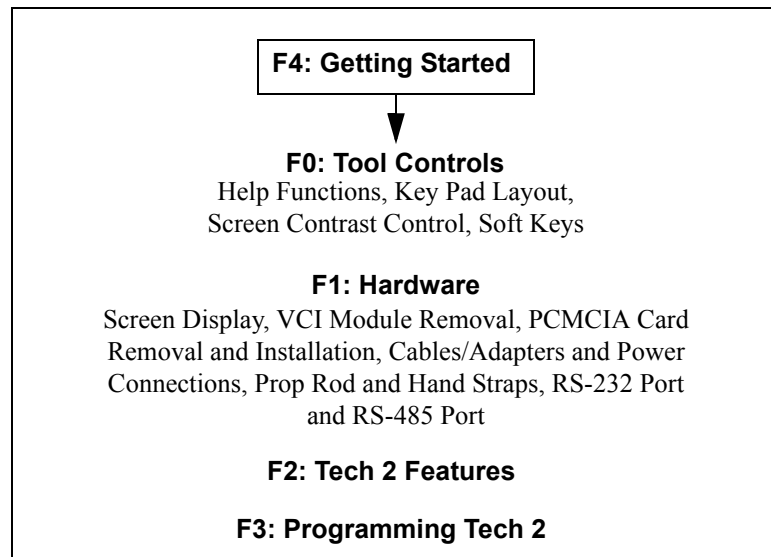 F4: Getting Started
F0: Tool Controls
Help Functions, Key Pad Layout,
Screen Contrast Control, Soft Keys
F1: Hardware
Screen Display, VCI Module Removal, PCMCIA Card
Removal and Installation, Cables/Adapters and Power
Connections, Prop Rod and Hand Straps, RS-232 Port
and RS-485 Port
F2: Tech 2 Features
F3: Programming Tech 2